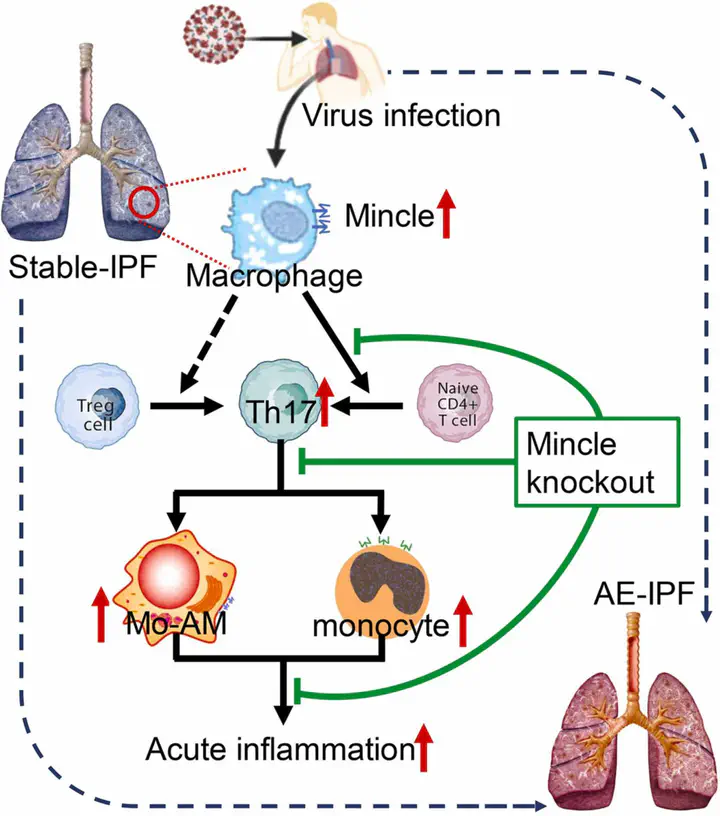 Virus infection
Stable-IPF
Mincle
Macrophage
Treg
cell
Th17
Naive
CD4+
T cell
Mincle
knockout
Mo-AM
monocyte
AE-IPF
Acute inflammation